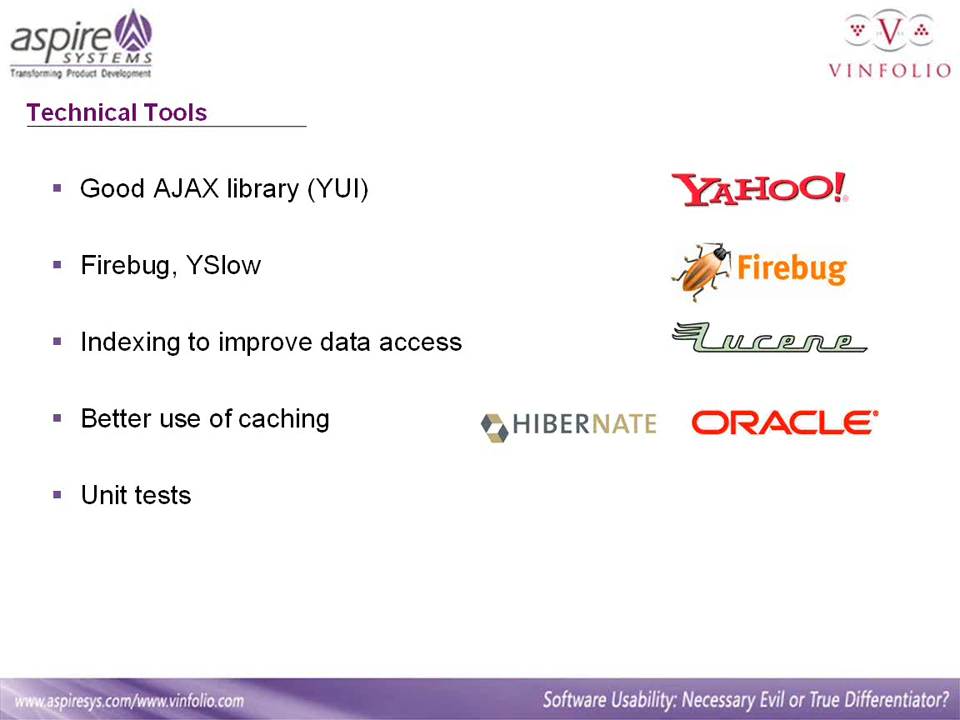 aspire
SYSTEMS
Transforming Product Development
V
VINFOLIO
Technical Tools
Good AJAX library (YUI)
YAHOO!®
Firebug, YSlow
Firebug
Indexing to improve data access
Lucene
Better use of caching
HIBERNATE
ORACLE®
Unit tests
www.aspiresys.com/www.vinfolio.com
Software Usability: Necessary Evil or True Differentiator?